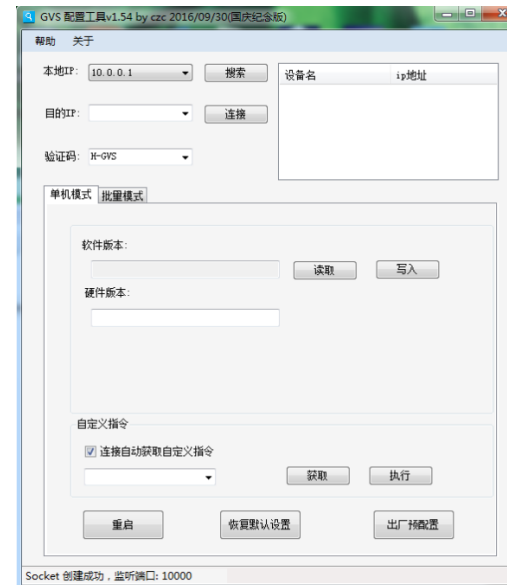 GVS 配置工具v1.54 by czc 2016/09/30(国庆纪念版)
帮助 关于
本地IP: 10.0.0.1 搜索 设备名 ip地址
目的IP: 连接
验证码: H-GVS
单机模式 批里模式
软件版本:
读取 写入
硬件版本:
自定义指令
连接自动获取自定义指令
获取 执行
重启 恢复默认设置 出厂预配置
Socket 创建成功，监听端口: 10000